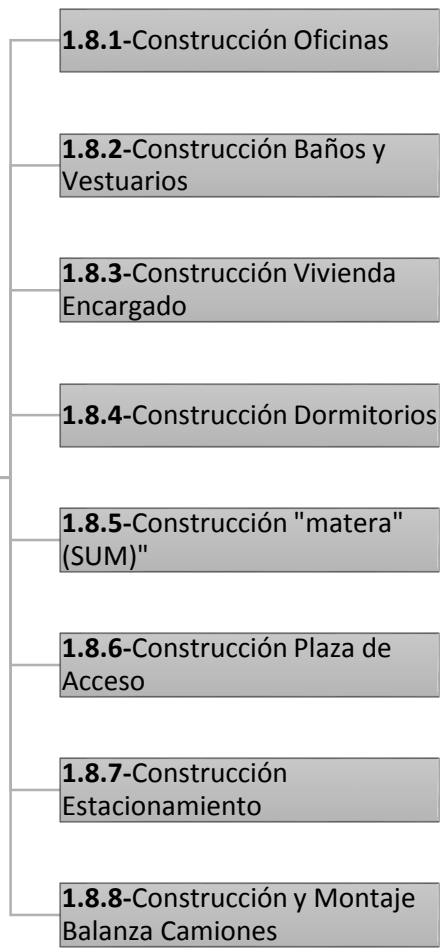 1.8.1-Construcción Oficinas
1.8.2-Construcción Baños y
Vestuarios
1.8.3-Construcción Vivienda
Encargado
1.8.4-Construcción Dormitorios
1.8.5-Construcción "matera"
(SUM)"
1.8.6-Construcción Plaza de
Acceso
1.8.7-Construcción
Estacionamiento
1.8.8-Construcción y Montaje
Balanza Camiones